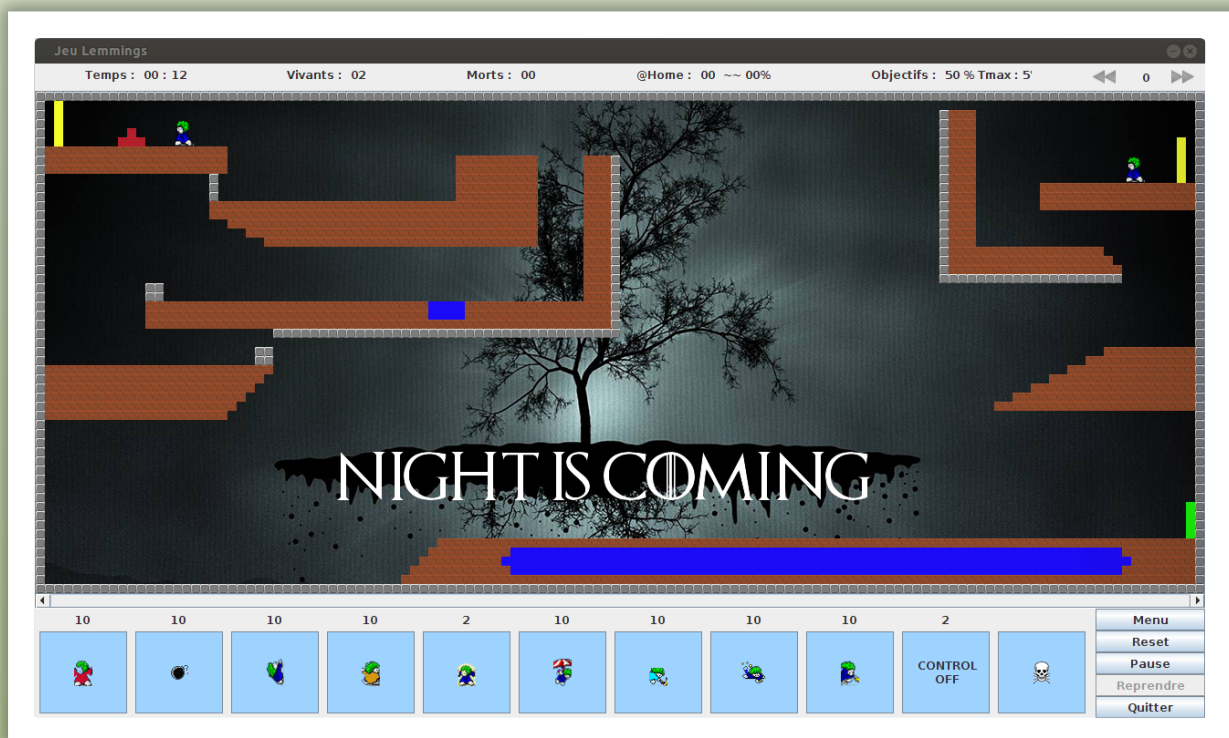 Jeu Lemmings
Temps : 00 : 12 Vivants : 02 Morts : 00 @Home : 00 ~~ 00% Objectifs : 50 % Tmax : 5' 0
NIGHT IS COMING
10 10 10 10 2 10 10 10 10 2
CONTROL
OFF
Menu
Reset
Pause
Reprendre
Quitter